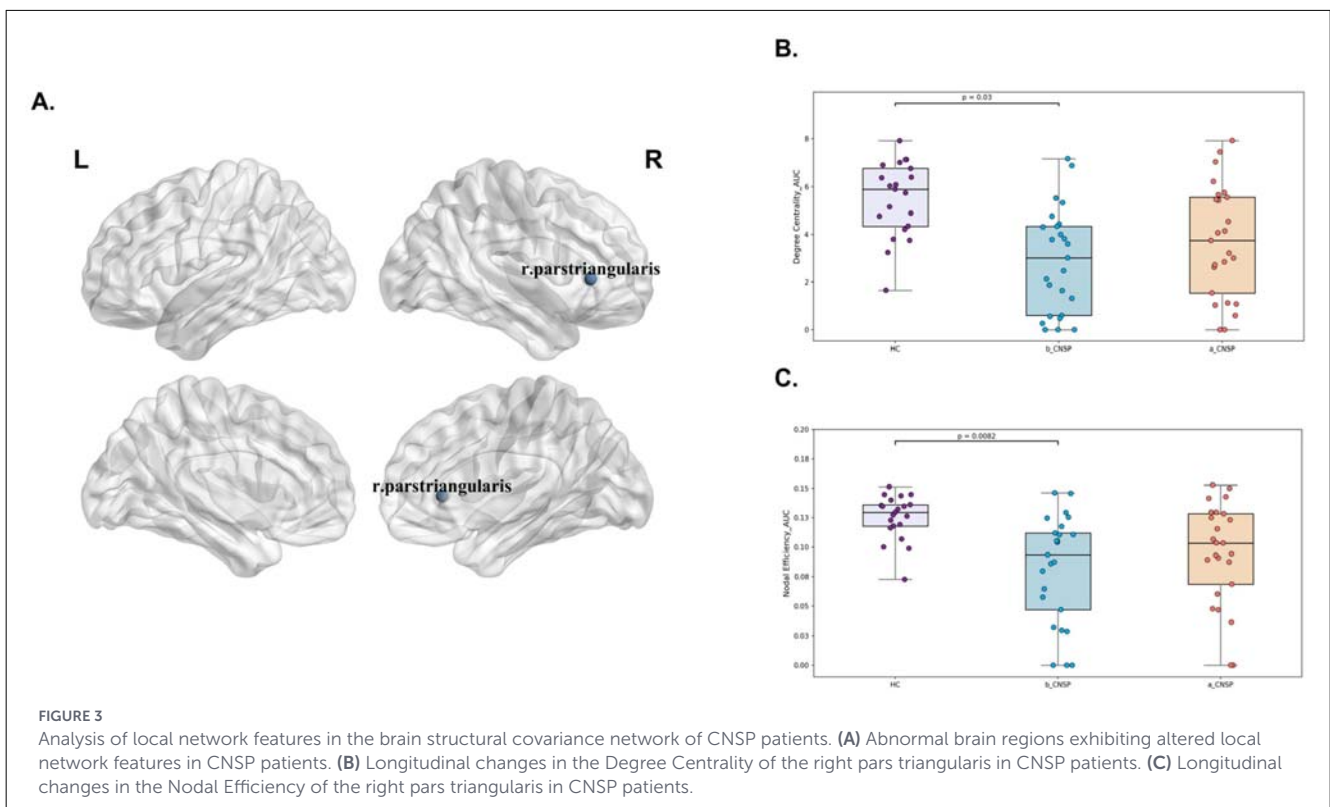 A.
L
R
r.parstriangularis
r.parstriangularis
B.
p = 0.03
Degree Centrality_AUC
8
6
4
2
0
HC
b_CNSP
a_CNSP
C.
p = 0.0082
Nodal Efficiency_AUC
0.20
0.18
0.15
0.13
0.10
0.08
0.05
0.03
0.00
HC
b_CNSP
a_CNSP
FIGURE 3
Analysis of local network features in the brain structural covariance network of CNSP patients. (A) Abnormal brain regions exhibiting altered local
network features in CNSP patients. (B) Longitudinal changes in the Degree Centrality of the right pars triangularis in CNSP patients. (C) Longitudinal
changes in the Nodal Efficiency of the right pars triangularis in CNSP patients.